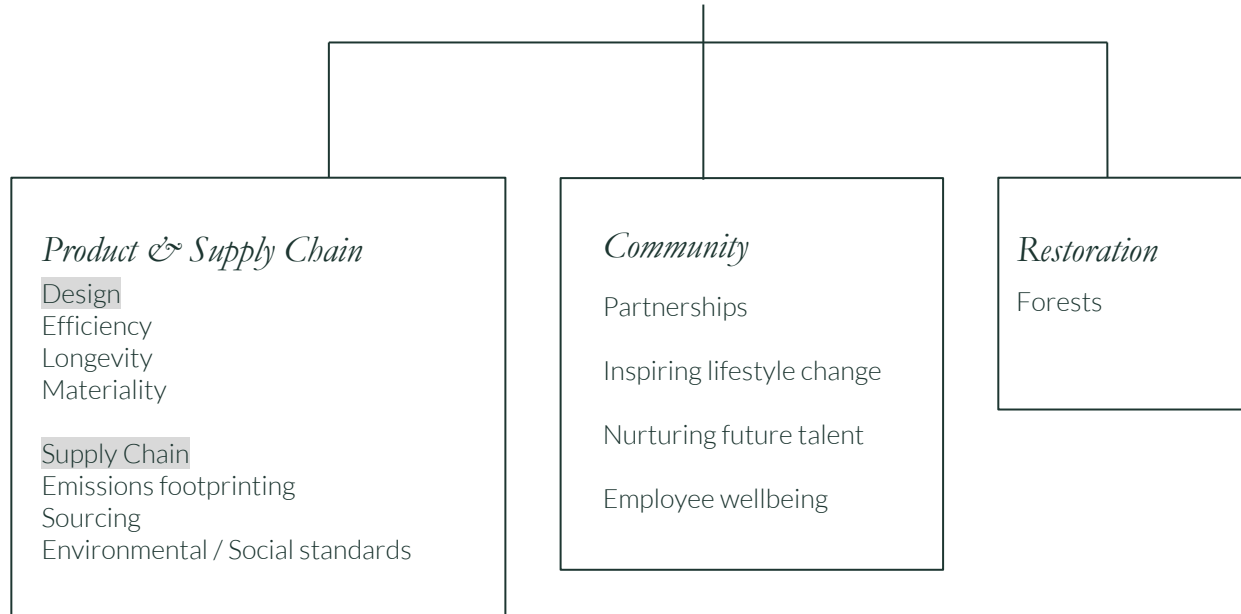 Product & Supply Chain
Design
Efficiency
Longevity
Materiality
Supply Chain
Emissions footprinting
Sourcing
Environmental / Social standards
Community
Partnerships
Inspiring lifestyle change
Nurturing future talent
Employee wellbeing
Restoration
Forests